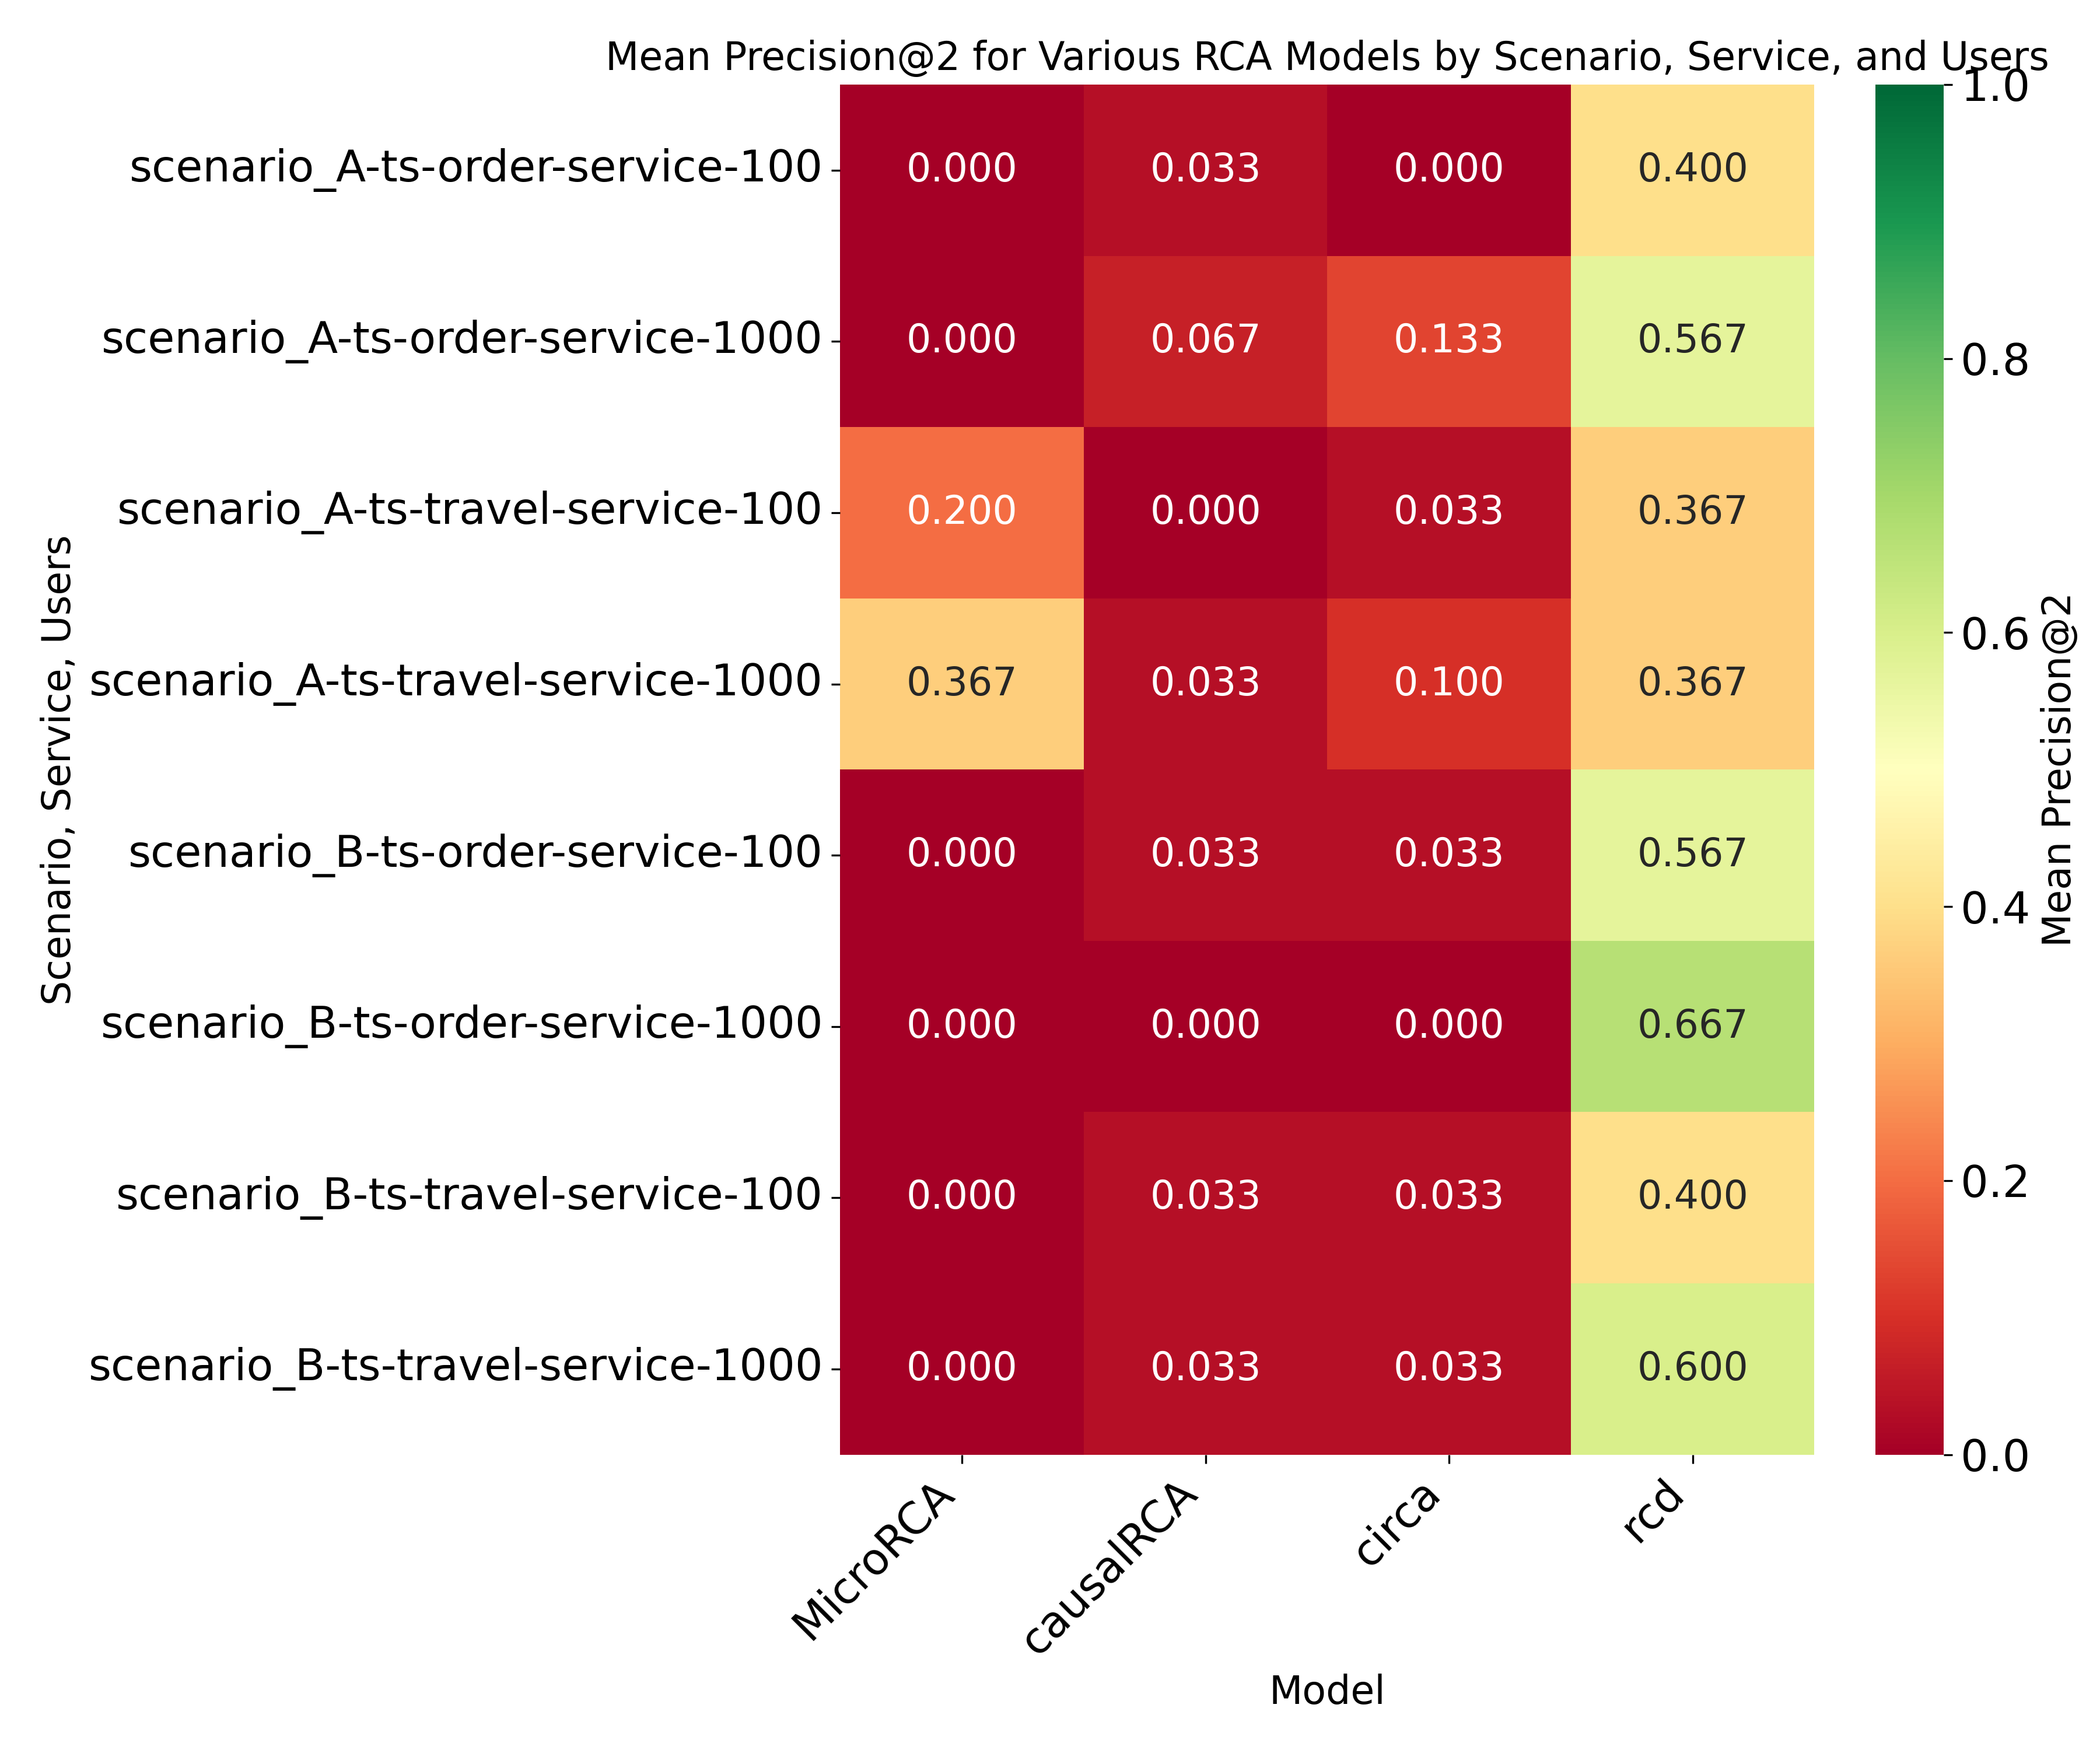 Mean Precision@2 for Various RCA Models by Scenario, Service, and Users
Scenario, Service, Users
scenario_A-ts-order-service-100 0.000 0.033 0.000 0.400
scenario_A-ts-order-service-1000 0.000 0.067 0.133 0.567
scenario_A-ts-travel-service-100 0.200 0.000 0.033 0.367
scenario_A-ts-travel-service-1000 0.367 0.033 0.100 0.367
scenario_B-ts-order-service-100 0.000 0.033 0.033 0.567
scenario_B-ts-order-service-1000 0.000 0.000 0.000 0.667
scenario_B-ts-travel-service-100 0.000 0.033 0.033 0.400
scenario_B-ts-travel-service-1000 0.000 0.033 0.033 0.600
MicroRCA causalRCA circa rcd
Model
1.0
0.8
0.6
0.4
0.2
0.0
Mean Precision@2